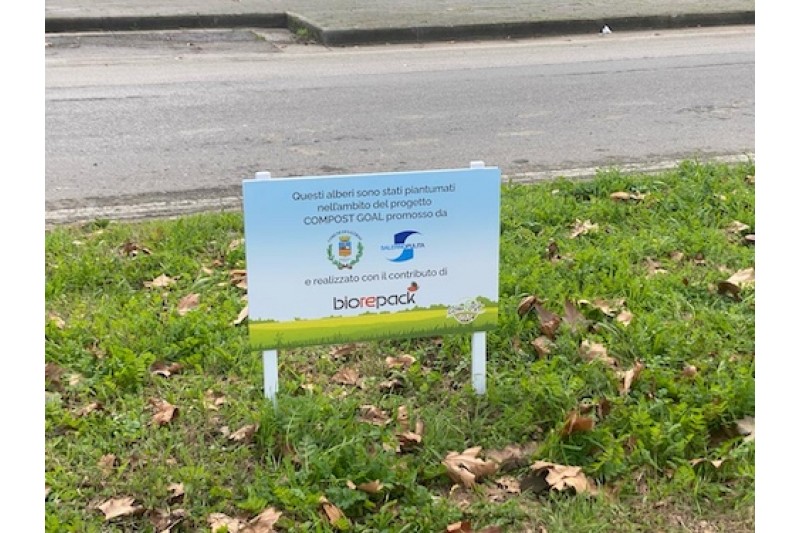 Questi alberi sono stati piantumati
nell'ambito del progetto
COMPOST GOAL promosso da
SALERNOPULITA
e realizzato con il contributo di
biorepack